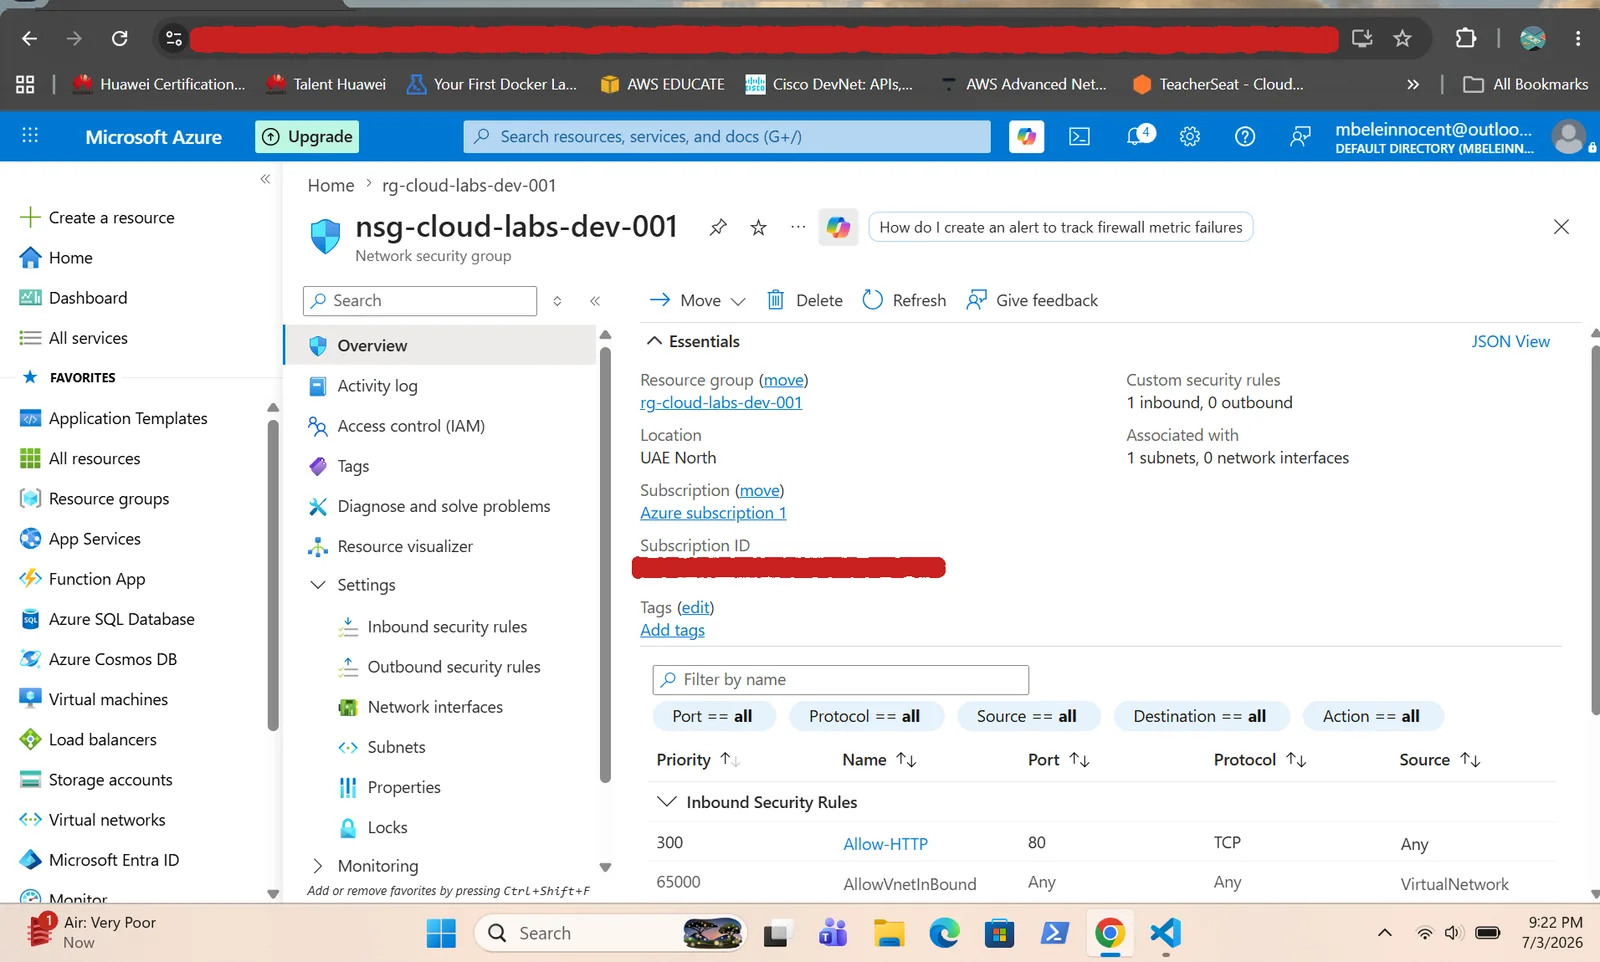 Huawei Certification...
Talent Huawei
Your First Docker La...
AWS EDUCATE
Cisco DevNet: APIs,...
AWS Advanced Net...
TeacherSeat - Cloud...
»
All Bookmarks
Microsoft Azure
Upgrade
Search resources, services, and docs (G+/)
4
mbeleinnocent@outloo...
DEFAULT DIRECTORY (MBELEINN...
Create a resource
Home
Dashboard
All services
FAVORITES
Application Templates
All resources
Resource groups
App Services
Function App
Azure SQL Database
Azure Cosmos DB
Virtual machines
Load balancers
Storage accounts
Virtual networks
Microsoft Entra ID
Monitor
Home > rg-cloud-labs-dev-001
nsg-cloud-labs-dev-001
Network security group
How do I create an alert to track firewall metric failures
Search
Overview
Activity log
Access control (IAM)
Tags
Diagnose and solve problems
Resource visualizer
Settings
Inbound security rules
Outbound security rules
Network interfaces
Subnets
Properties
Locks
Monitoring
Add or remove favorites by pressing Ctrl+Shift+F
Move
Delete
Refresh
Give feedback
Essentials
JSON View
Resource group (move)
rg-cloud-labs-dev-001
Location
UAE North
Subscription (move)
Azure subscription 1
Subscription ID
Tags (edit)
Add tags
Custom security rules
1 inbound, 0 outbound
Associated with
1 subnets, 0 network interfaces
Filter by name
Port == all
Protocol == all
Source == all
Destination == all
Action == all
Priority Name Port Protocol Source
Inbound Security Rules
300 Allow-HTTP 80 TCP Any
65000 AllowVnetInBound Any Any VirtualNetwork
1
Air: Very Poor
Now
Search
9:22 PM
7/3/2026